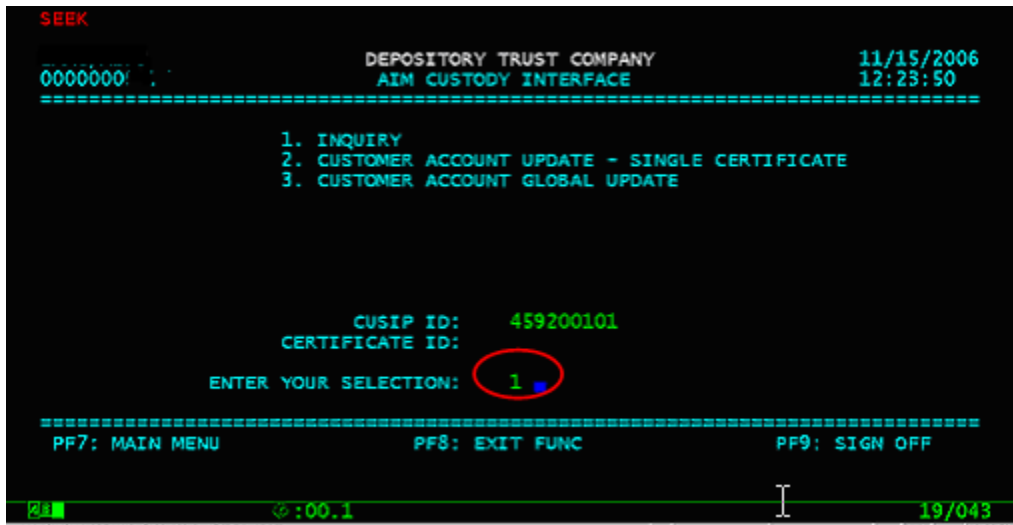 SEEK
DEPOSITORY TRUST COMPANY 11/15/2006
0000000 AIM CUSTODY INTERFACE 12:23:50
==============================================================================
1. INQUIRY
2. CUSTOMER ACCOUNT UPDATE - SINGLE CERTIFICATE
3. CUSTOMER ACCOUNT GLOBAL UPDATE
CUSIP ID: 459200101
CERTIFICATE ID:
ENTER YOUR SELECTION: 1
==============================================================================
PF7: MAIN MENU PF8: EXIT FUNC PF9: SIGN OFF
:00.1 19/043